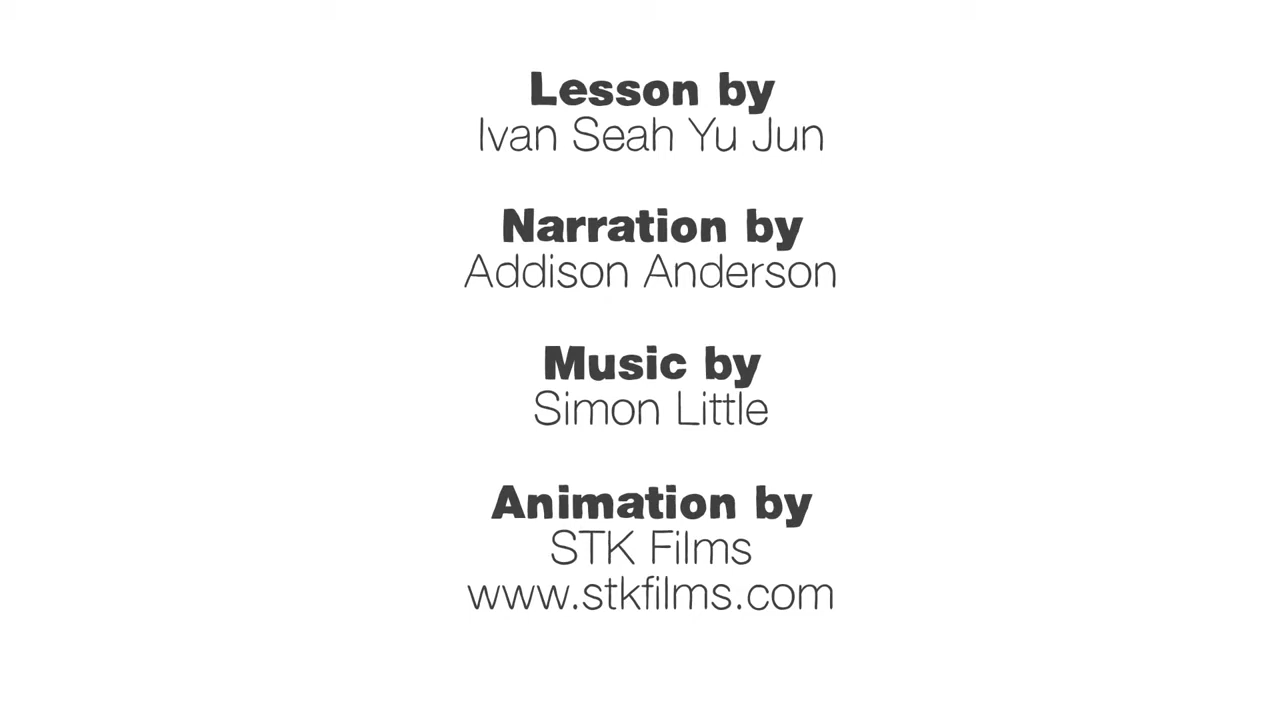 Lesson by
Ivan Seah Yu Jun
Narration by
Addison Anderson
Music by
Simon Little
Animation by
STK Films
www.stkfilms.com